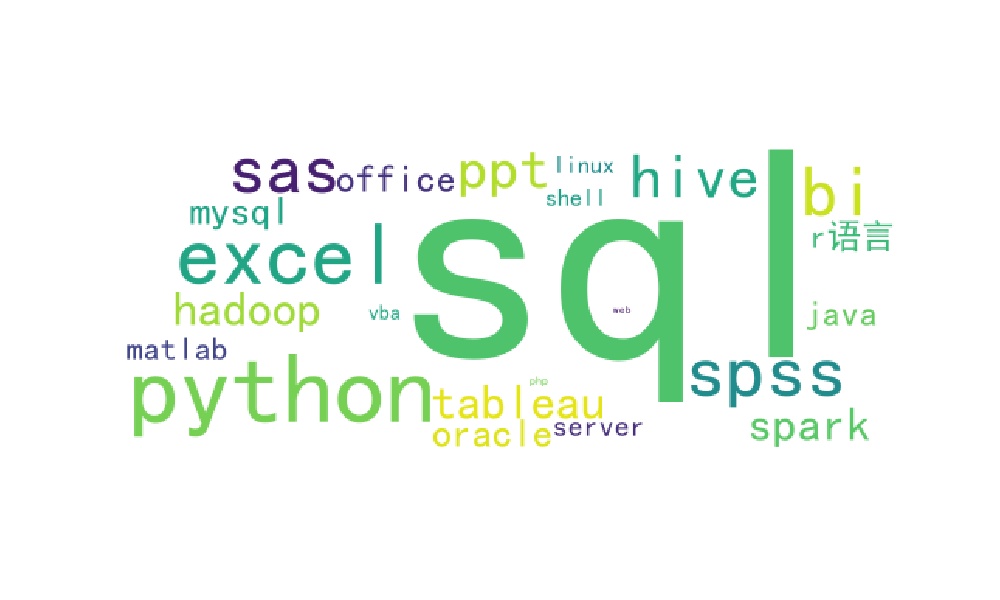 sas office ppt linux hive bi
mysql shell
sql
r语言
excel
hadoop vba web java
matlab
python php spss
tableau
oracle server spark